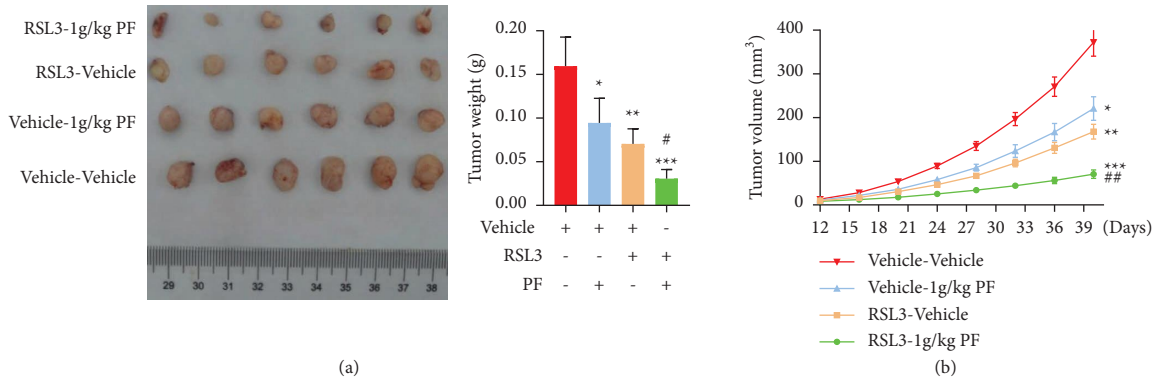 RSL3-1g/kg PF
RSL3-Vehicle
Vehicle-1g/kg PF
Vehicle-Vehicle
29 30 31 32 33 34 35 36 37 38
Tumor weight (g)
0.20
0.15
0.10
0.05
0.00
*
**
#
***
Vehicle + + + -
RSL3 - - + +
PF - + - +
(a)
Tumor volume (mm³)
400
300
200
100
0
12 15 18 21 24 27 30 33 36 39 (Days)
*
**
***
##
Vehicle-Vehicle
Vehicle-1g/kg PF
RSL3-Vehicle
RSL3-1g/kg PF
(b)